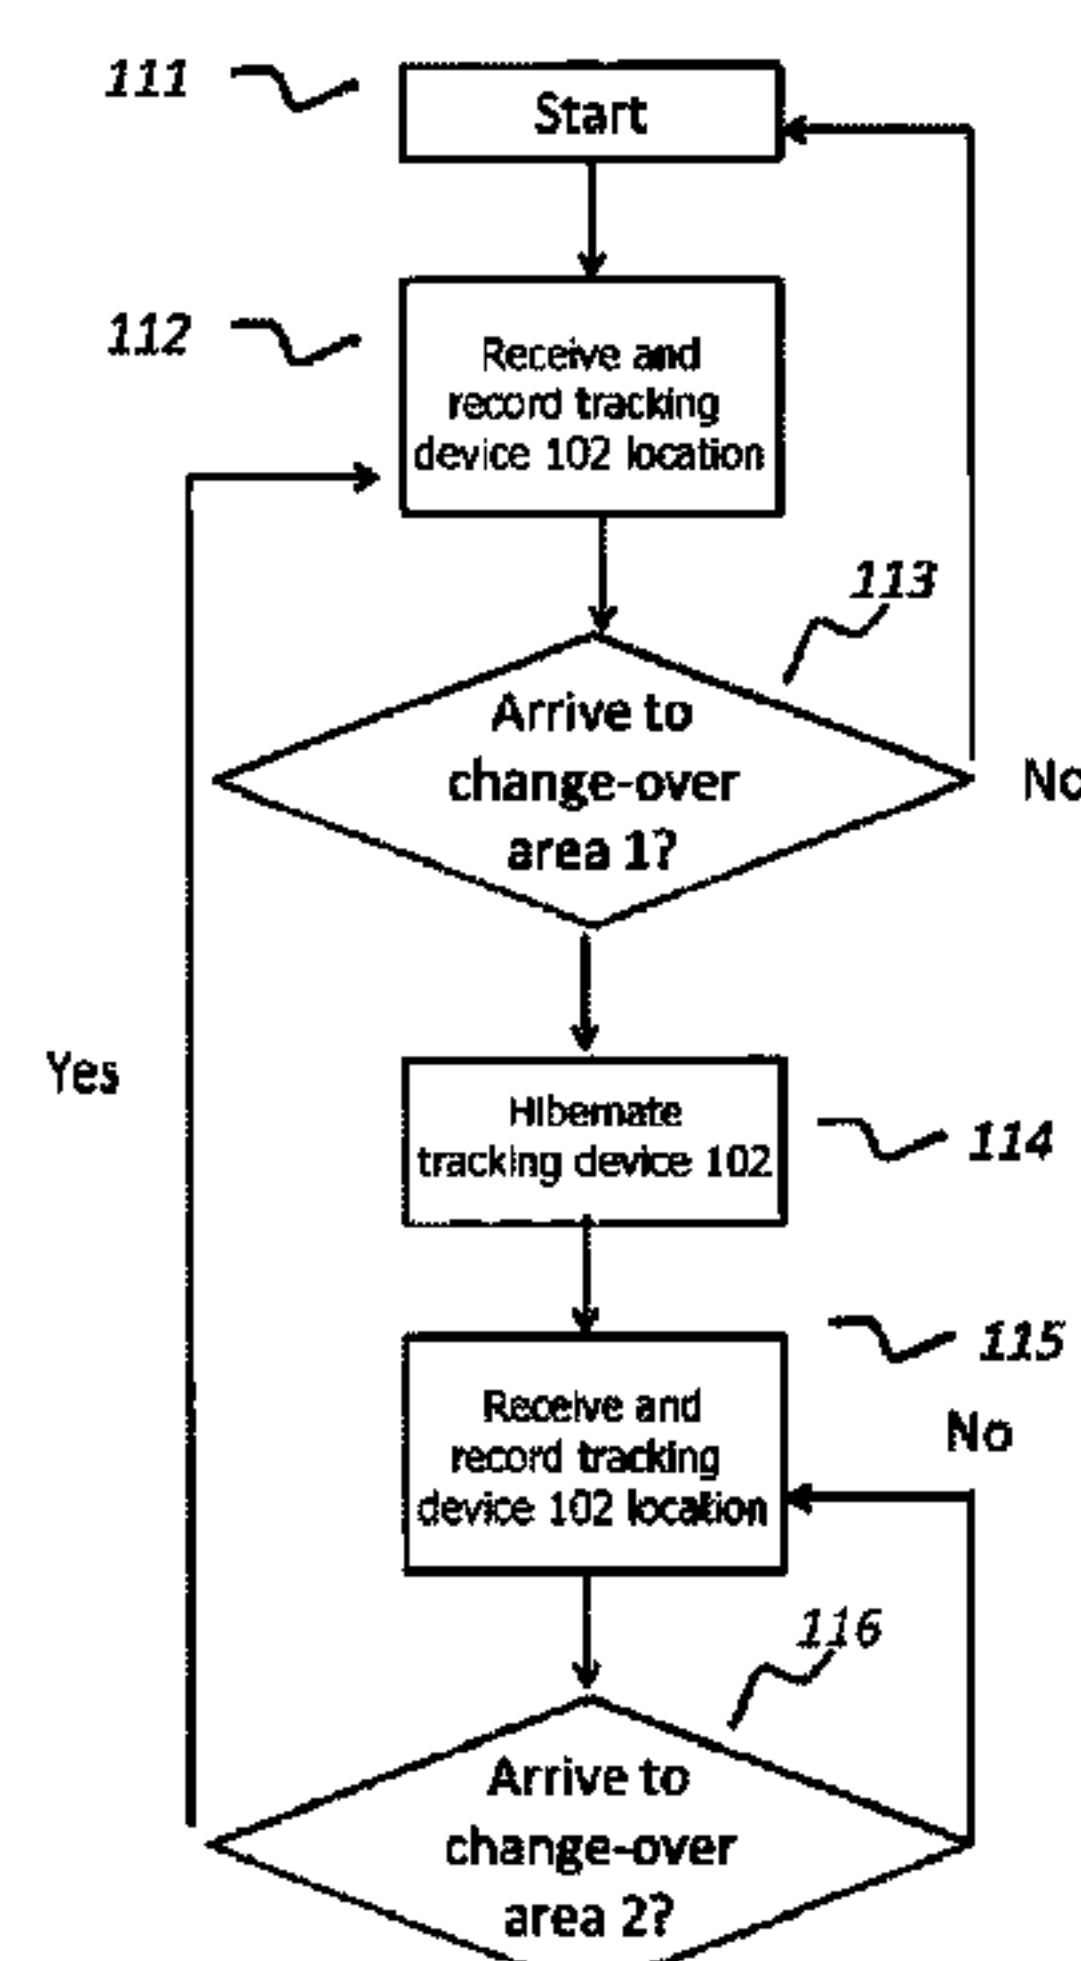 111
Start
112
Receive and
record tracking
device 102 location
113
Arrive to
change-over
area 1?
No
Yes
Hibernate
tracking device 102
114
115
Receive and
record tracking
device 102 location
No
116
Arrive to
change-over
area 2?